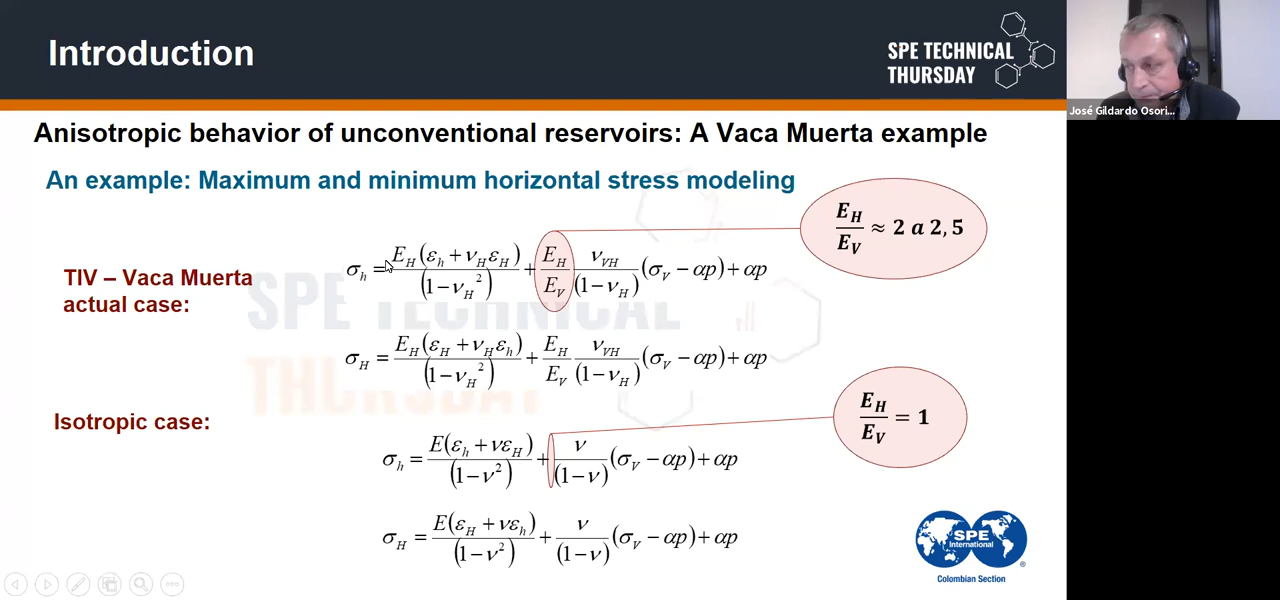 Introduction
SPE TECHNICAL
THURSDAY
José Gildardo Osori...
Anisotropic behavior of unconventional reservoirs: A Vaca Muerta example
An example: Maximum and minimum horizontal stress modeling
E_H/E_V ≈ 2 a 2,5
TIV – Vaca Muerta
actual case:
σ_h = E_H(ε_h + ν_H ε_H)/(1 − ν_H²) + E_H/E_V ν_VH/(1 − ν_H) (σ_V − αp) + αp
σ_H = E_H(ε_H + ν_H ε_h)/(1 − ν_H²) + E_H/E_V ν_VH/(1 − ν_H) (σ_V − αp) + αp
SPE TECHNICAL
THURSDAY
E_H/E_V = 1
Isotropic case:
σ_h = E(ε_h + νε_H)/(1 − ν²) + ν/(1 − ν) (σ_V − αp) + αp
σ_H = E(ε_H + νε_h)/(1 − ν²) + ν/(1 − ν) (σ_V − αp) + αp
SPE
International
®
Colombian Section